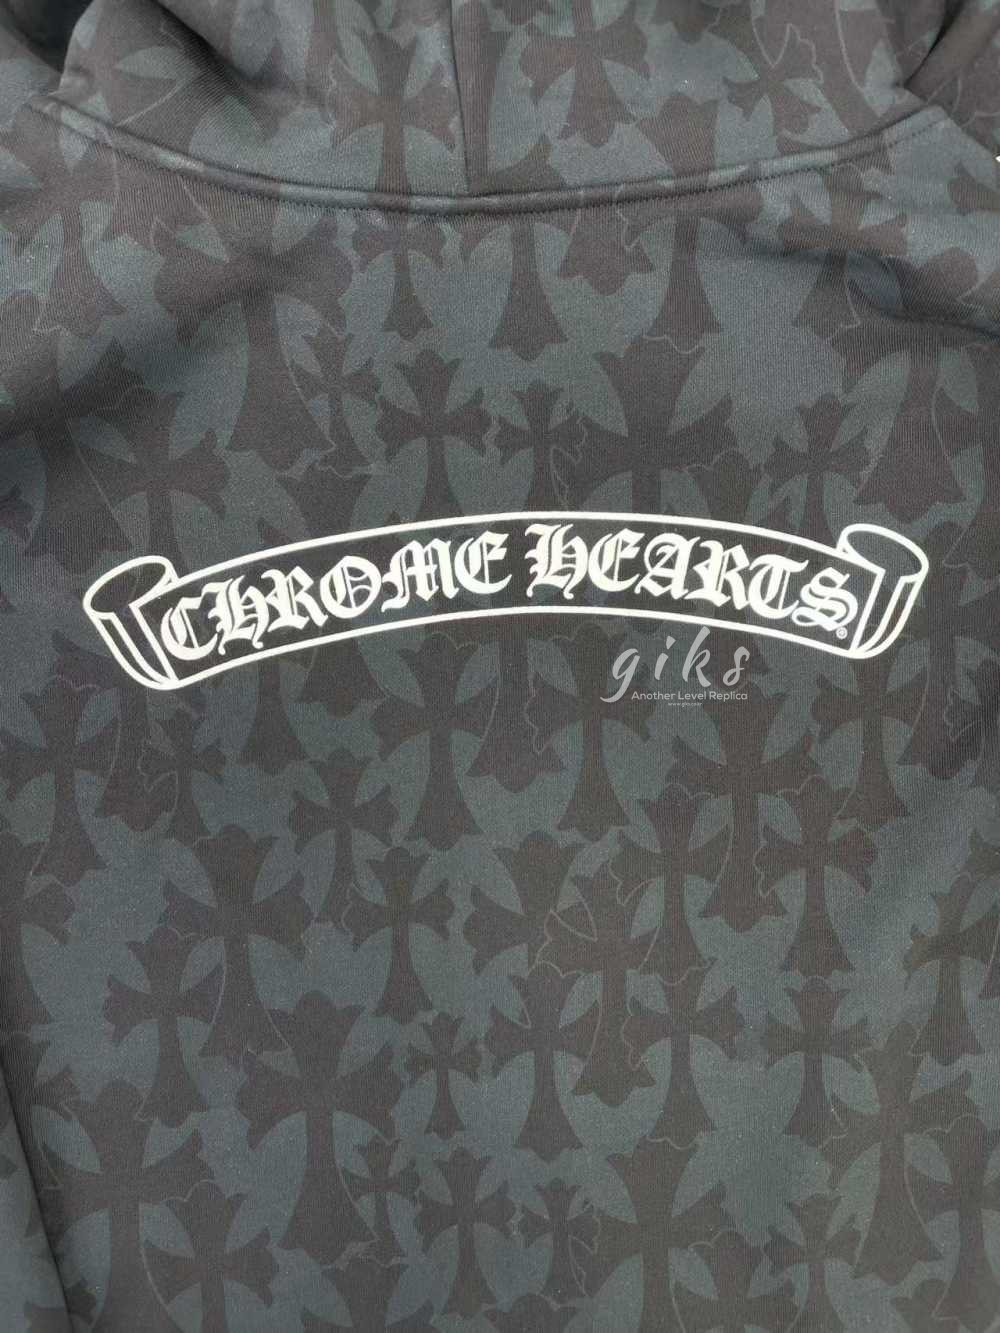 CHROME HEARTS®
giks
Another Level Replica